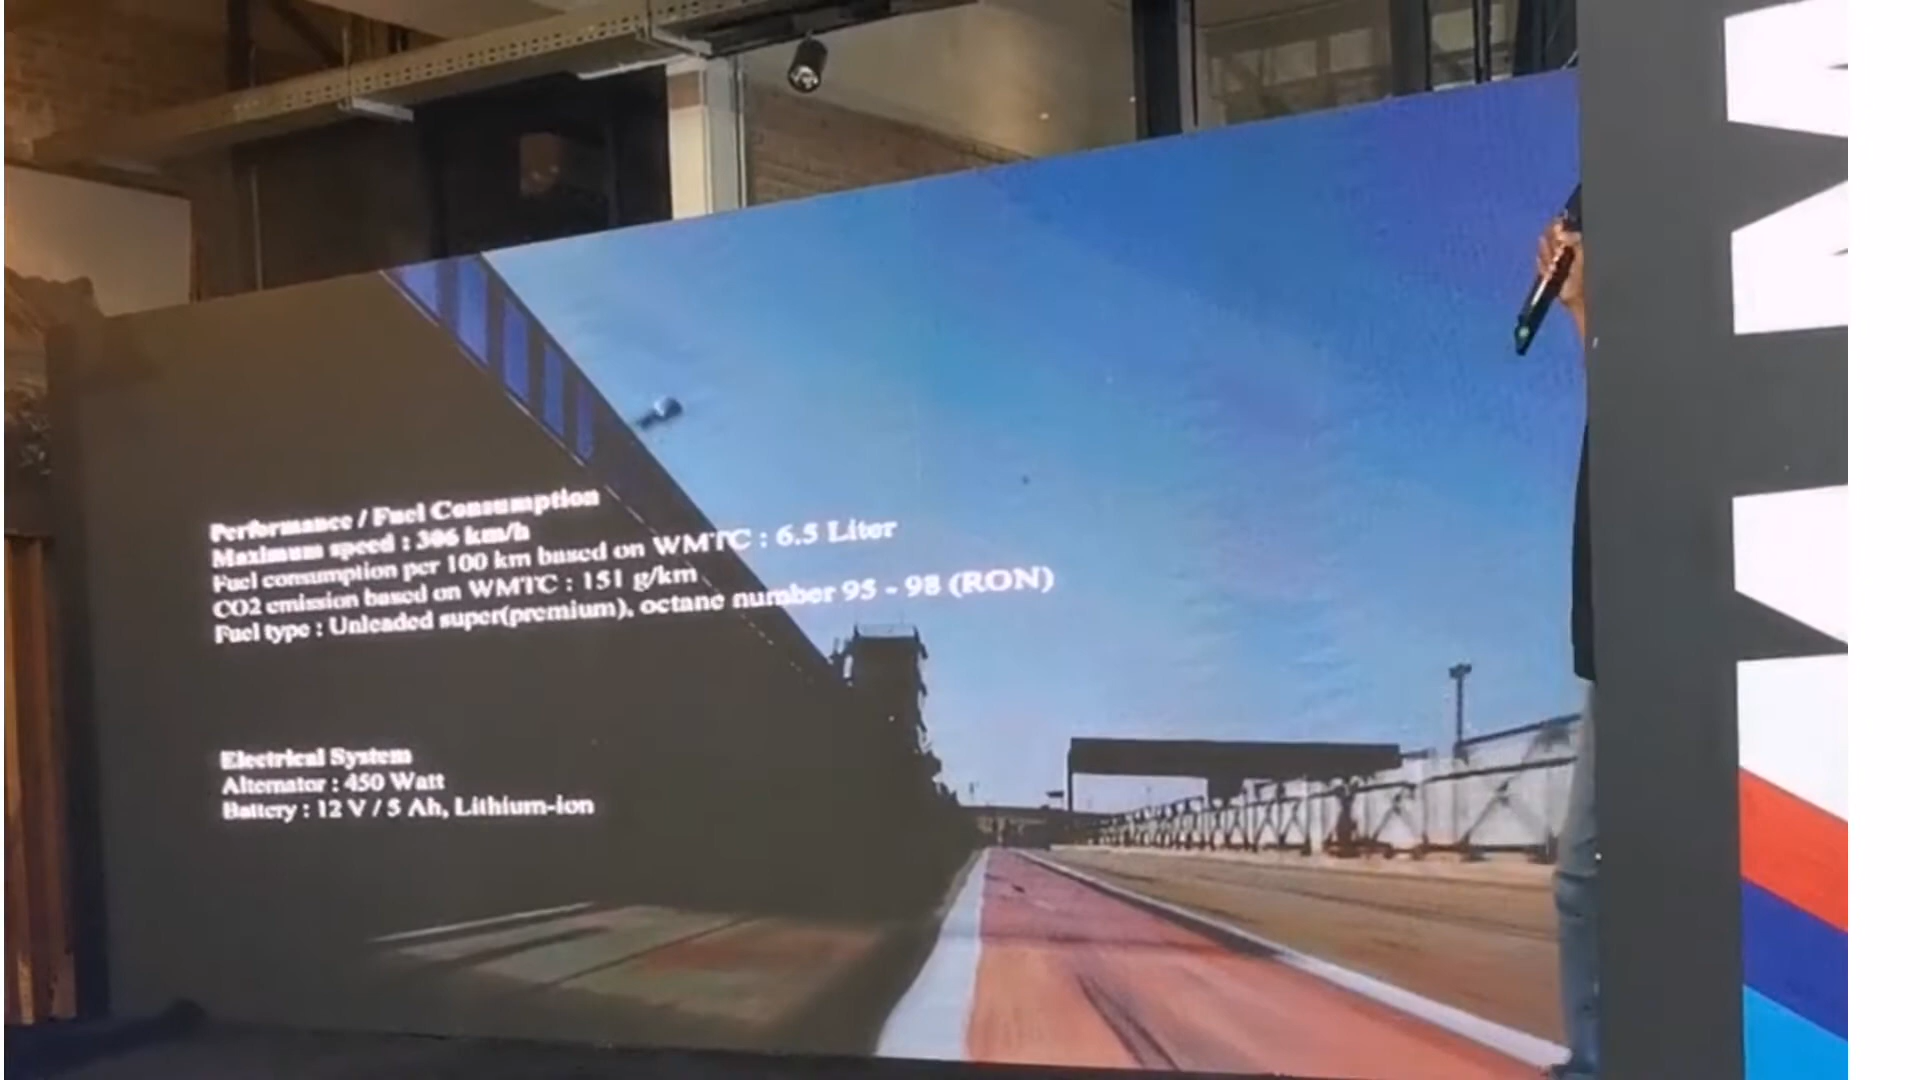 Performance / Fuel Consumption
Maximum speed : 306 km/h
Fuel consumption per 100 km based on WMTC : 6.5 Liter
CO2 emission based on WMTC : 151 g/km
Fuel type : Unleaded super(premium), octane number 95 - 98 (RON)
Electrical System
Alternator : 450 Watt
Battery : 12 V / 5 Ah, Lithium-ion